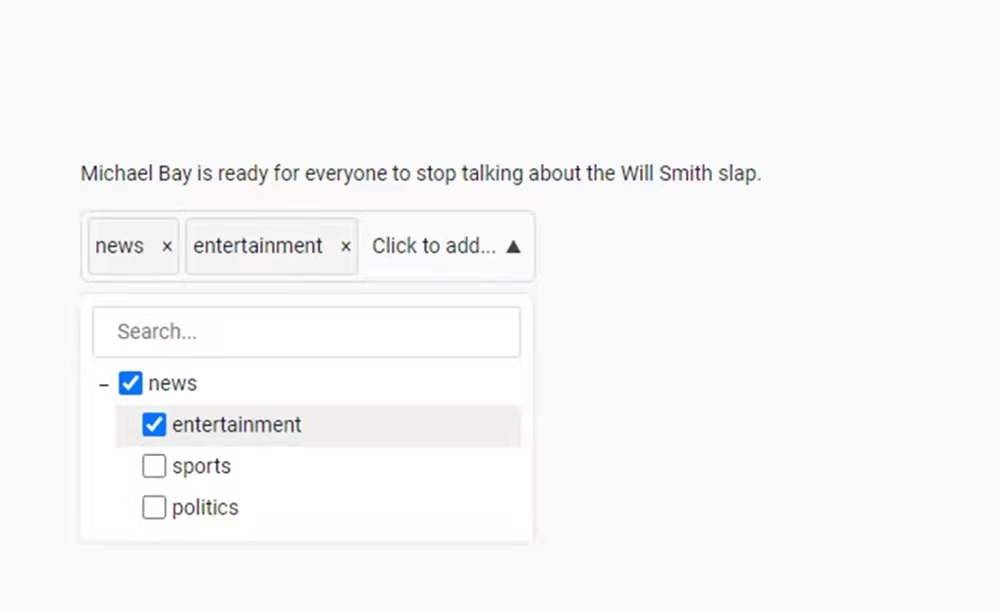 Michael Bay is ready for everyone to stop talking about the Will Smith slap.
news × entertainment × Click to add... ▲
Search...
– news
entertainment
sports
politics